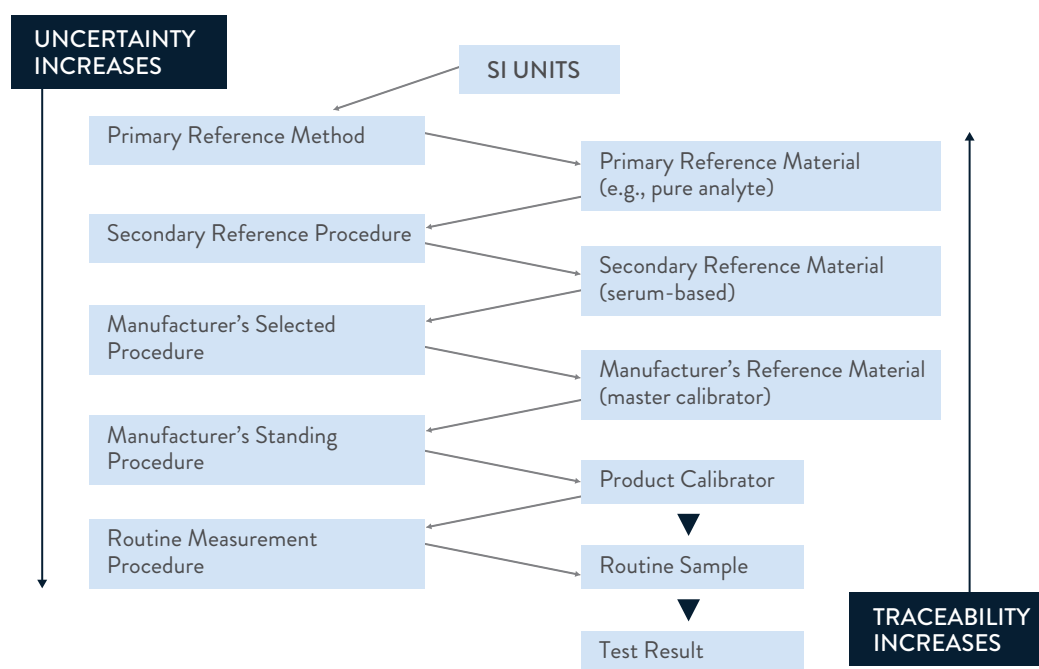 UNCERTAINTY
INCREASES
SI UNITS
Primary Reference Method
Primary Reference Material
(e.g., pure analyte)
Secondary Reference Procedure
Secondary Reference Material
(serum-based)
Manufacturer’s Selected
Procedure
Manufacturer’s Reference Material
(master calibrator)
Manufacturer’s Standing
Procedure
Product Calibrator
Routine Measurement
Procedure
Routine Sample
Test Result
TRACEABILITY
INCREASES